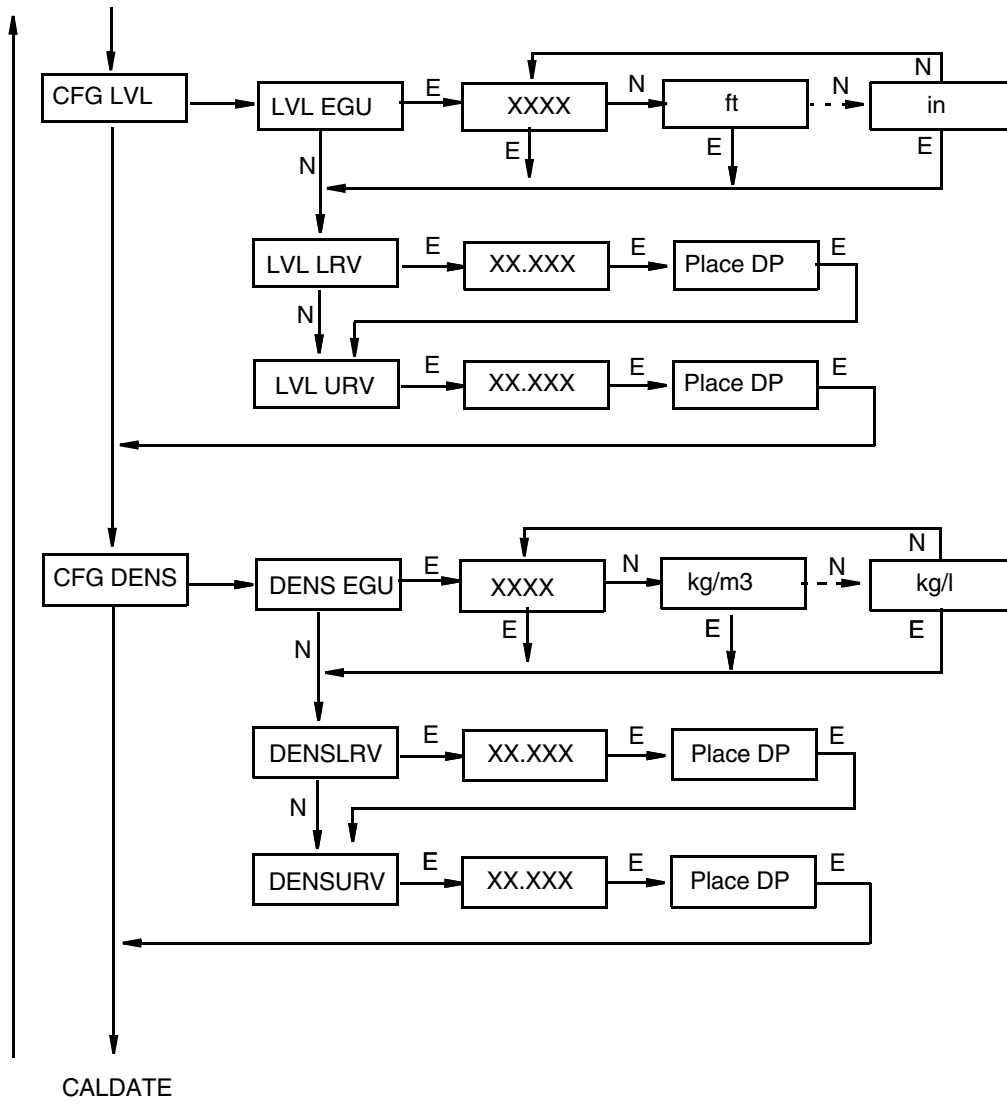 N
CFG LVL
LVL EGU
E
XXXX
N
ft
N
in
N
E
E
E
LVL LRV
E
XX.XXX
E
Place DP
E
N
LVL URV
E
XX.XXX
E
Place DP
E
N
CFG DENS
DENS EGU
E
XXXX
N
kg/m3
N
kg/l
N
E
E
E
DENSLRV
E
XX.XXX
E
Place DP
E
N
DENSURV
E
XX.XXX
E
Place DP
E
CALDATE